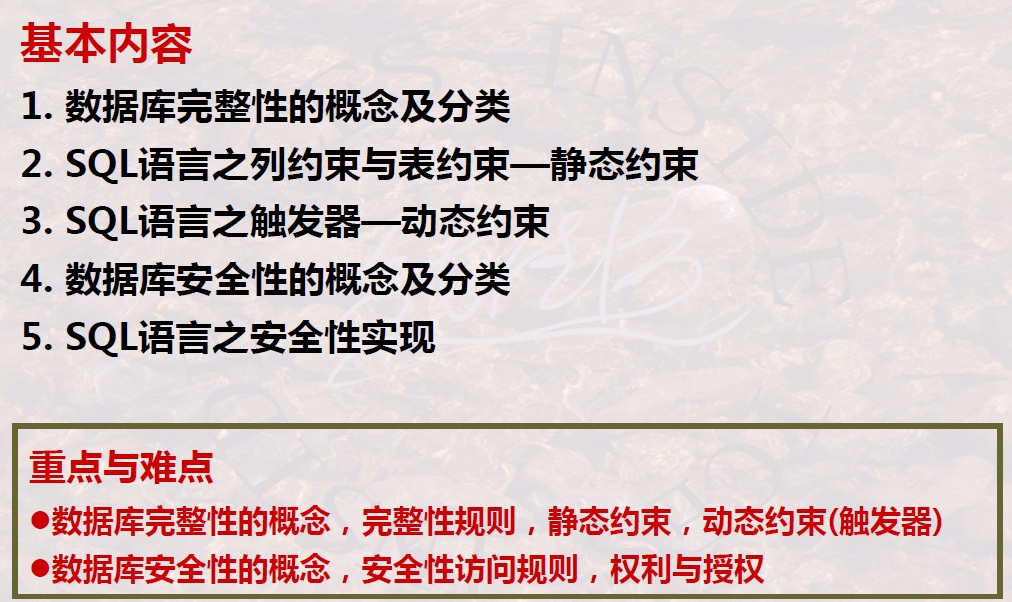 基本内容
1. 数据库完整性的概念及分类
2. SQL语言之列约束与表约束—静态约束
3. SQL语言之触发器—动态约束
4. 数据库安全性的概念及分类
5. SQL语言之安全性实现
重点与难点
●数据库完整性的概念，完整性规则，静态约束，动态约束(触发器)
●数据库安全性的概念，安全性访问规则，权利与授权